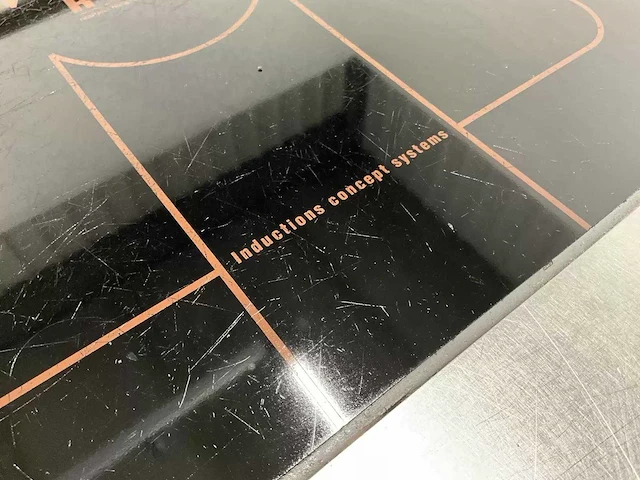 Inductions concept systems